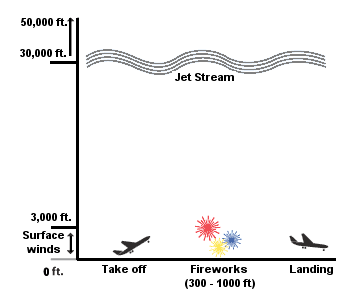 50,000 ft.
30,000 ft.
Jet Stream
3,000 ft.
Surface
winds
0 ft.
Take off
Fireworks
(300 - 1000 ft)
Landing